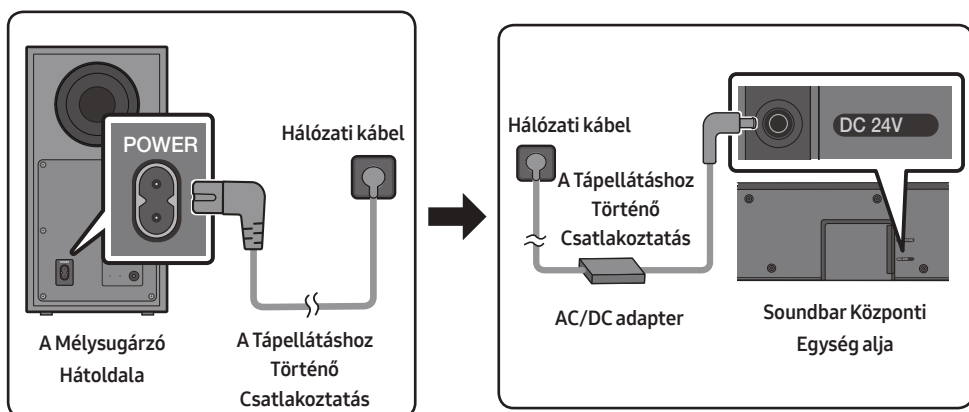 POWER
Hálózati kábel
A Mélysugárzó
Hátoldala
A Tápellátáshoz
Történő
Csatlakoztatás
DC 24V
Hálózati kábel
A Tápellátáshoz
Történő
Csatlakoztatás
AC/DC adapter
Soundbar Központi
Egység alja